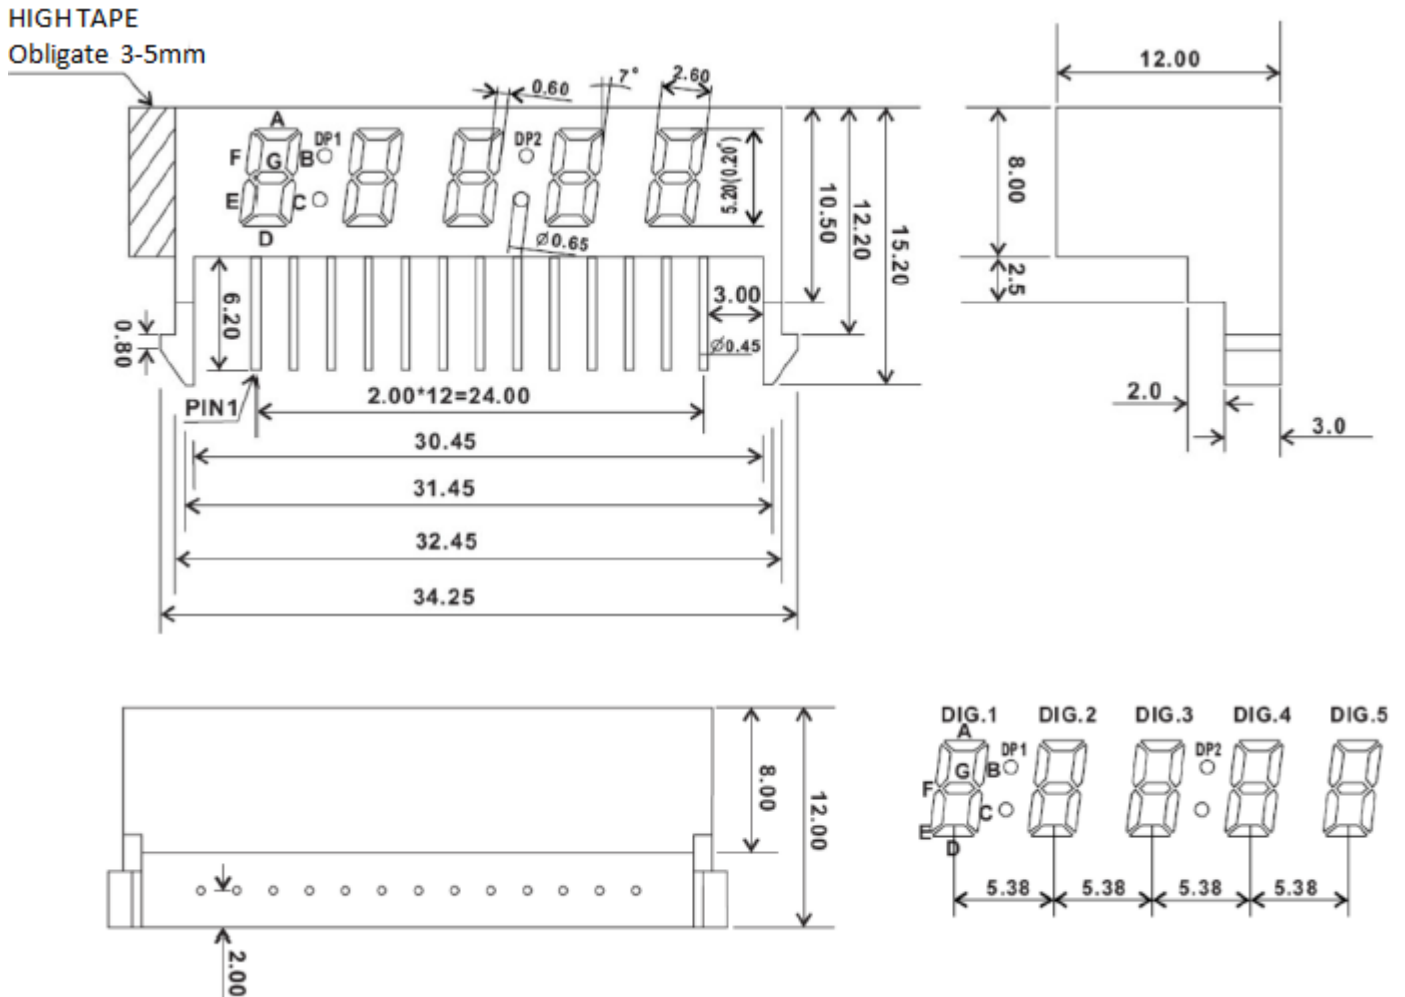 HIGH TAPE
Obligate 3-5mm
0.60
7°
2.60
12.00
A
DP1
DP2
F
G
B
E
C
D
5.20(0.20")
10.50
12.20
15.20
8.00
2.5
Ø0.65
6.20
3.00
0.80
Ø0.45
PIN1
2.00*12=24.00
2.0
3.0
30.45
31.45
32.45
34.25
8.00
12.00
2.00
DIG.1 DIG.2 DIG.3 DIG.4 DIG.5
A
DP1
DP2
G
B
F
C
E
D
5.38 5.38 5.38 5.38